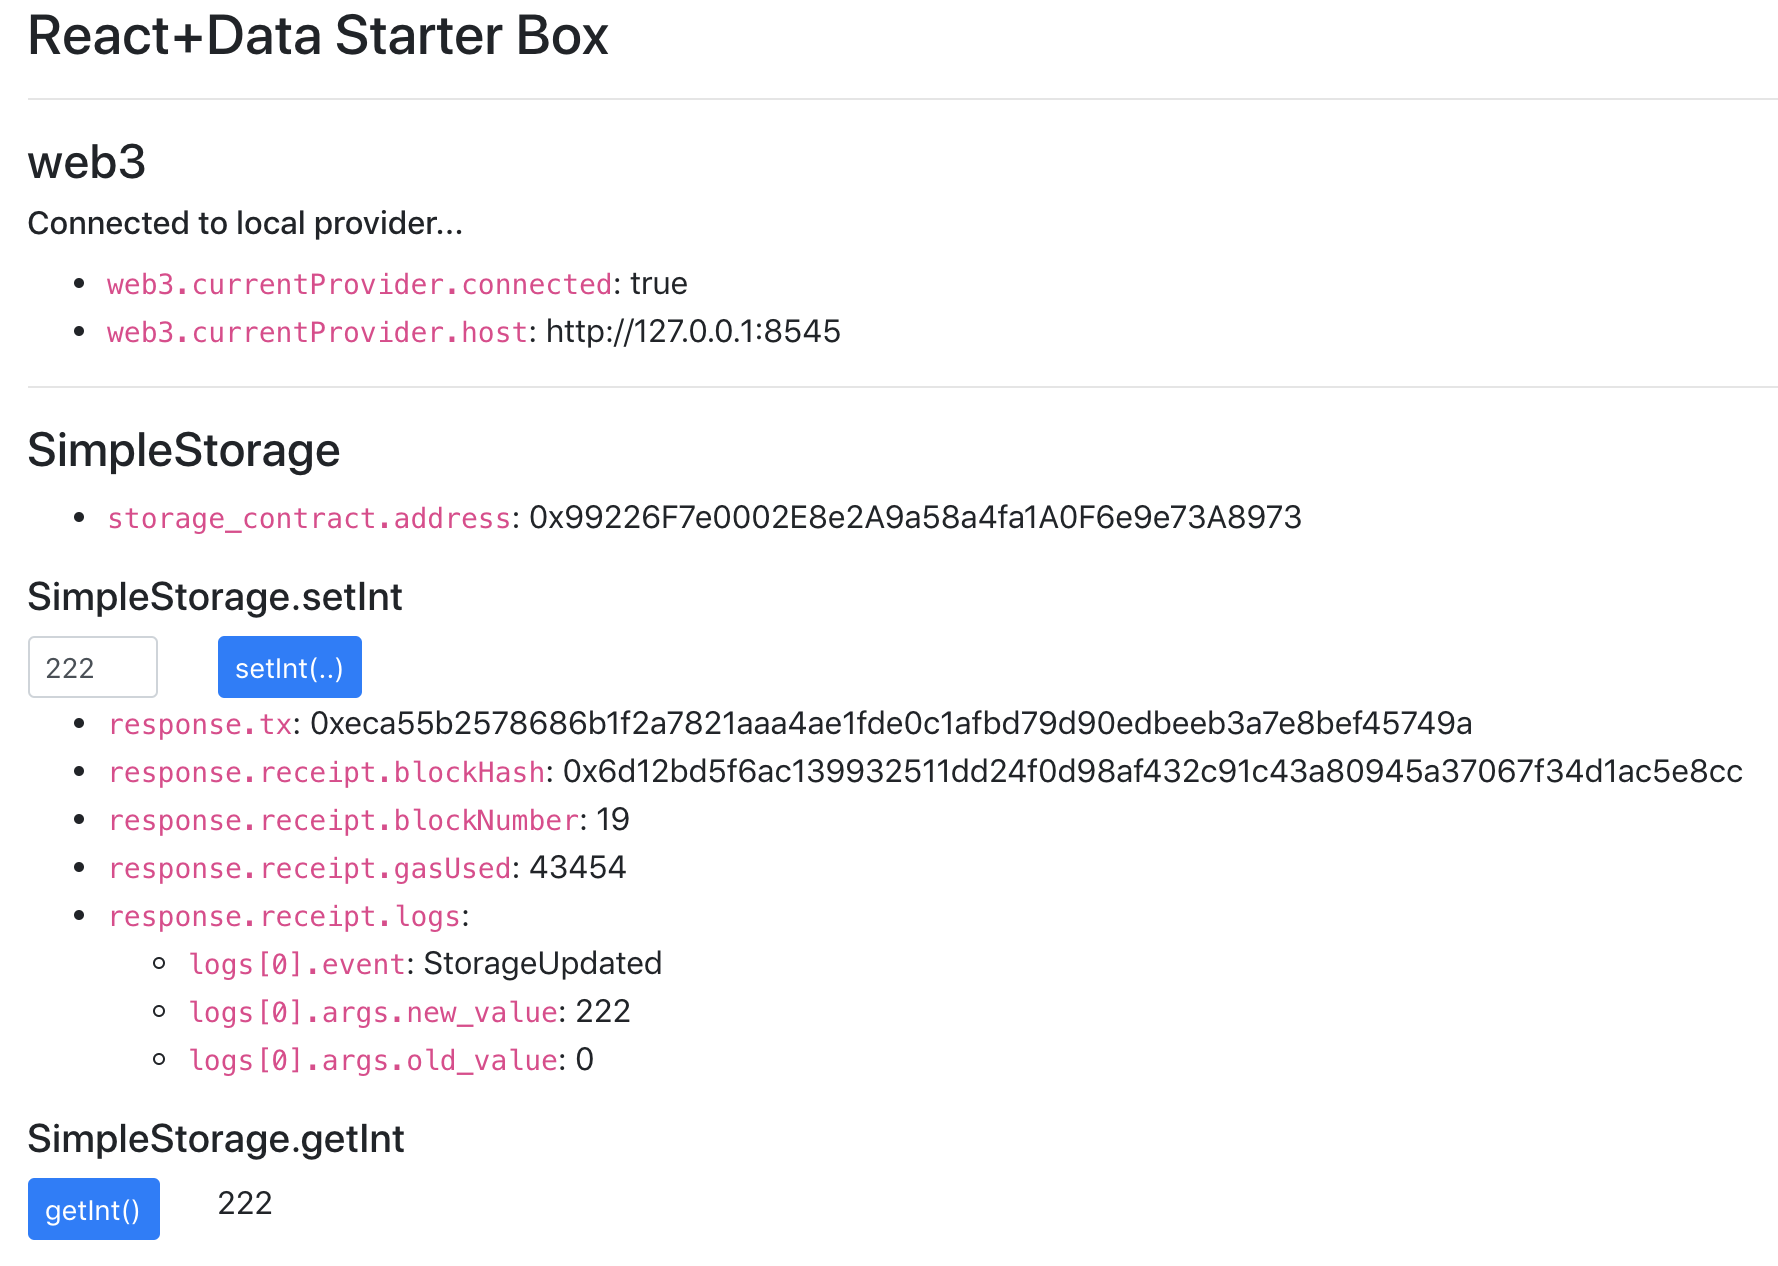 React+Data Starter Box
web3
Connected to local provider...
web3.currentProvider.connected: true
web3.currentProvider.host: http://127.0.0.1:8545
SimpleStorage
storage_contract.address: 0x99226F7e0002E8e2A9a58a4fa1A0F6e9e73A8973
SimpleStorage.setInt
222 setInt(..)
response.tx: 0xeca55b2578686b1f2a7821aaa4ae1fde0c1afbd79d90edbeeb3a7e8bef45749a
response.receipt.blockHash: 0x6d12bd5f6ac139932511dd24f0d98af432c91c43a80945a37067f34d1ac5e8cc
response.receipt.blockNumber: 19
response.receipt.gasUsed: 43454
response.receipt.logs:
logs[0].event: StorageUpdated
logs[0].args.new_value: 222
logs[0].args.old_value: 0
SimpleStorage.getInt
getInt() 222